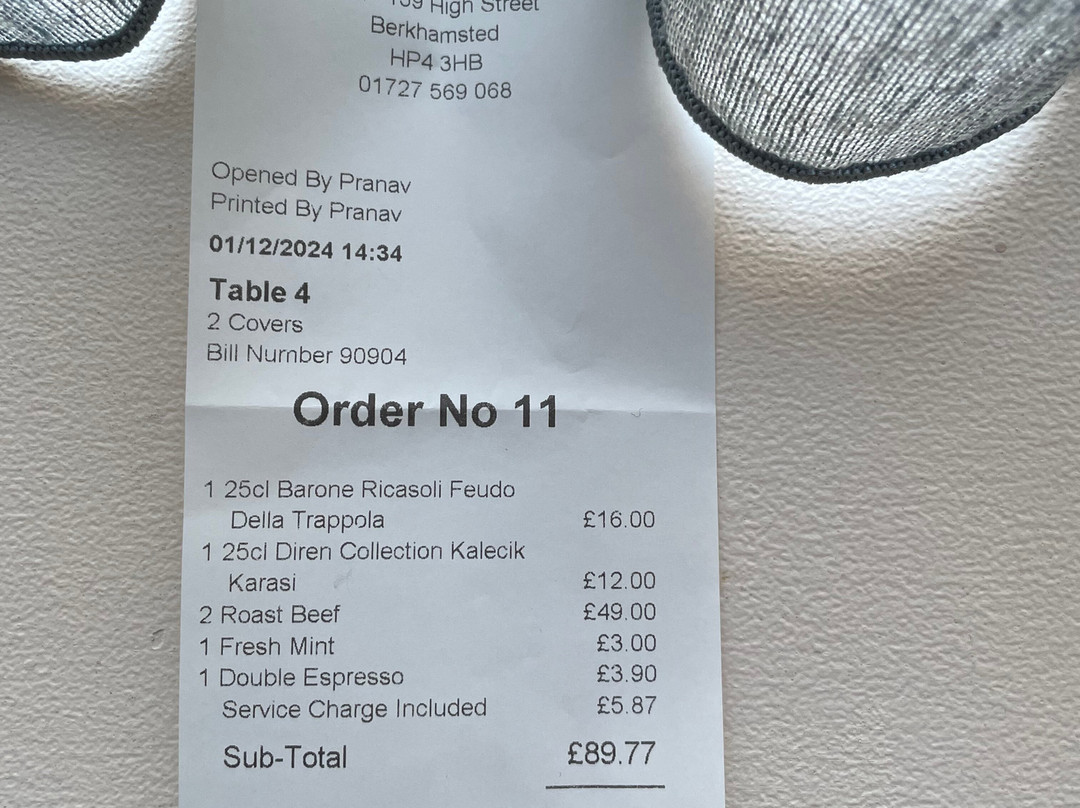 139 High Street
Berkhamsted
HP4 3HB
01727 569 068
Opened By Pranav
Printed By Pranav
01/12/2024 14:34
Table 4
2 Covers
Bill Number 90904
Order No 11
1 25cl Barone Ricasoli Feudo
Della Trappola £16.00
1 25cl Diren Collection Kalecik
Karasi £12.00
2 Roast Beef £49.00
1 Fresh Mint £3.00
1 Double Espresso £3.90
Service Charge Included £5.87
Sub-Total £89.77